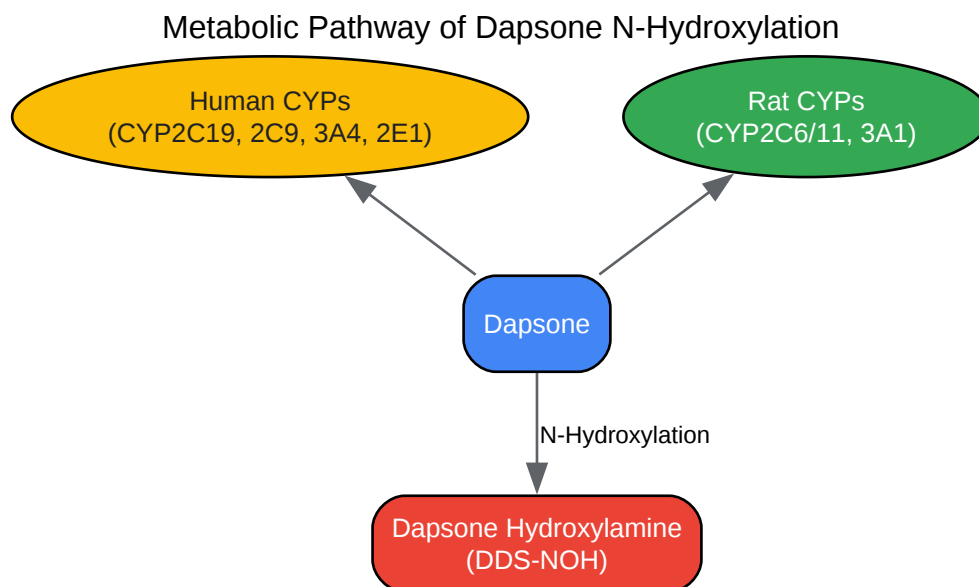 Metabolic Pathway of Dapsone N-Hydroxylation
Human CYPs
(CYP2C19, 2C9, 3A4, 2E1)
Rat CYPs
(CYP2C6/11, 3A1)
Dapsone
N-Hydroxylation
Dapsone Hydroxylamine
(DDS-NOH)